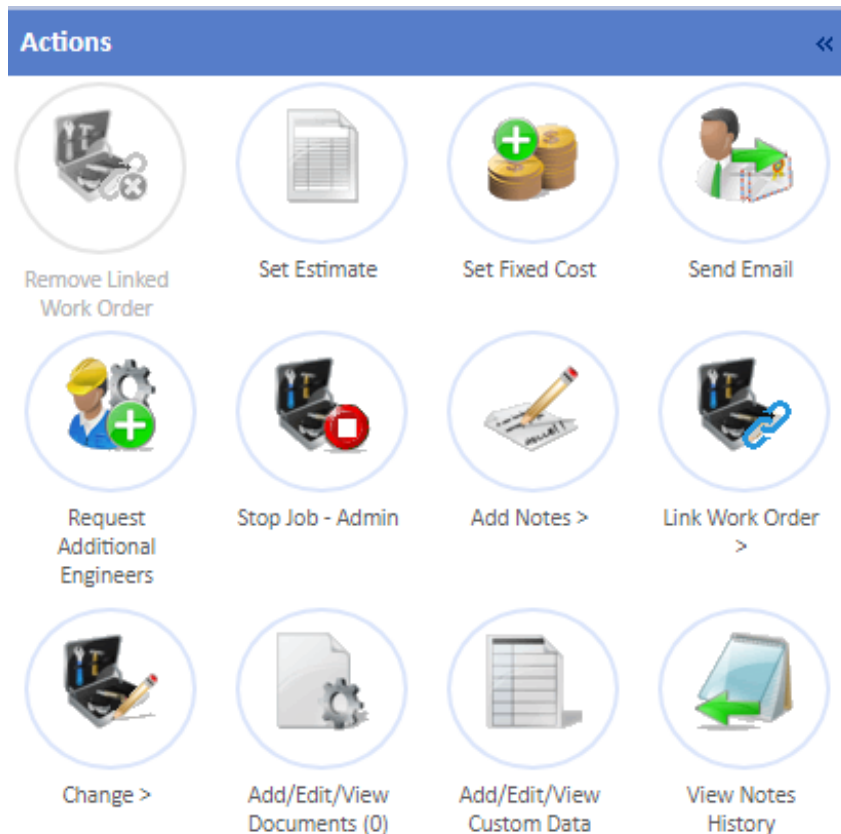 Actions
Remove Linked
Work Order
Set Estimate
Set Fixed Cost
Send Email
Request
Additional
Engineers
Stop Job - Admin
Add Notes >
Link Work Order
>
Change >
Add/Edit/View
Documents (0)
Add/Edit/View
Custom Data
View Notes
History